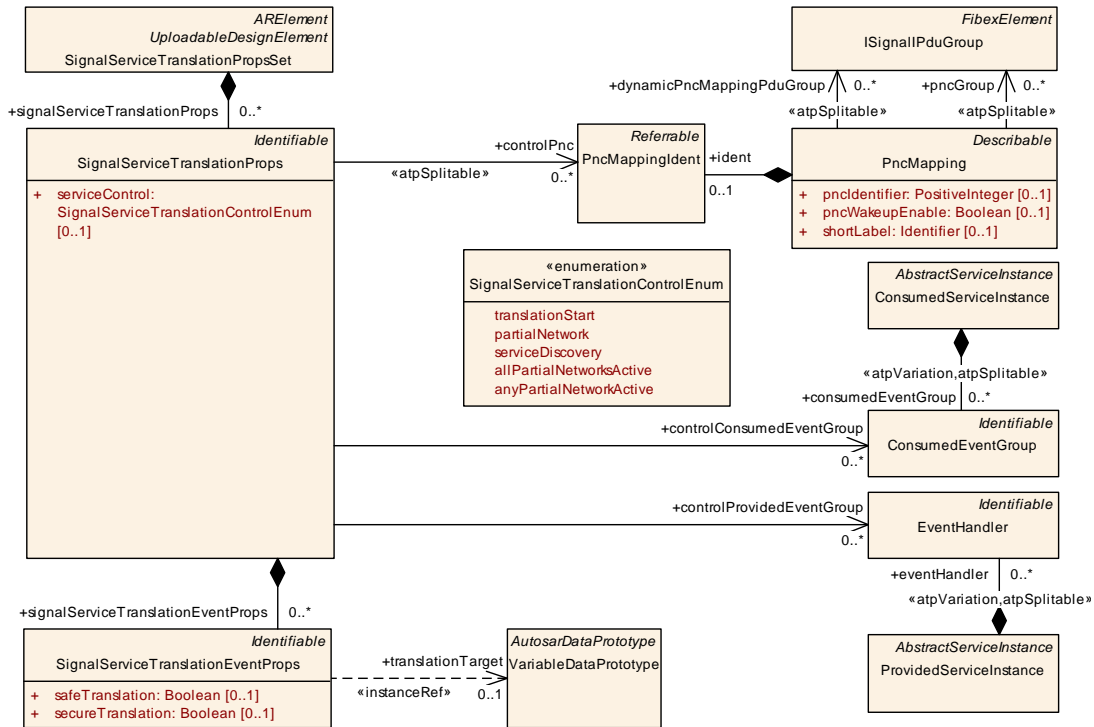 ARElement
UploadableDesignElement
SignalServiceTranslationPropsSet
+signalServiceTranslationProps
0..*
Identifiable
SignalServiceTranslationProps
+ serviceControl:
SignalServiceTranslationControlEnum
[0..1]
FibexElement
ISignalIPduGroup
+dynamicPncMappingPduGroup
0..*
+pncGroup
0..*
«atpSplitable»
«atpSplitable»
+controlPnc
0..*
«atpSplitable»
Referrable
PncMappingIdent
+ident
0..1
Describable
PncMapping
+ pncIdentifier: PositiveInteger [0..1]
+ pncWakeupEnable: Boolean [0..1]
+ shortLabel: Identifier [0..1]
«enumeration»
SignalServiceTranslationControlEnum
translationStart
partialNetwork
serviceDiscovery
allPartialNetworksActive
anyPartialNetworkActive
AbstractServiceInstance
ConsumedServiceInstance
«atpVariation,atpSplitable»
+consumedEventGroup
0..*
+controlConsumedEventGroup
0..*
Identifiable
ConsumedEventGroup
+controlProvidedEventGroup
0..*
Identifiable
EventHandler
+eventHandler
0..*
«atpVariation,atpSplitable»
AbstractServiceInstance
ProvidedServiceInstance
+signalServiceTranslationEventProps
0..*
Identifiable
SignalServiceTranslationEventProps
+ safeTranslation: Boolean [0..1]
+ secureTranslation: Boolean [0..1]
+translationTarget
0..1
«instanceRef»
AutosarDataPrototype
VariableDataPrototype